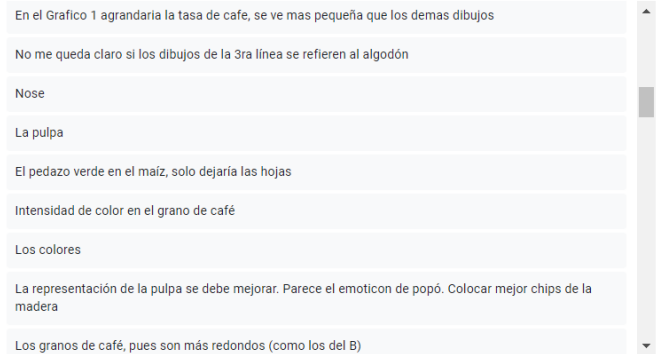 En el Grafico 1 agrandaria la tasa de cafe, se ve mas pequeña que los demas dibujos
No me queda claro si los dibujos de la 3ra línea se refieren al algodón
Nose
La pulpa
El pedazo verde en el maíz, solo dejaría las hojas
Intensidad de color en el grano de café
Los colores
La representación de la pulpa se debe mejorar. Parece el emoticon de popó. Colocar mejor chips de la
madera
Los granos de café, pues son más redondos (como los del B)